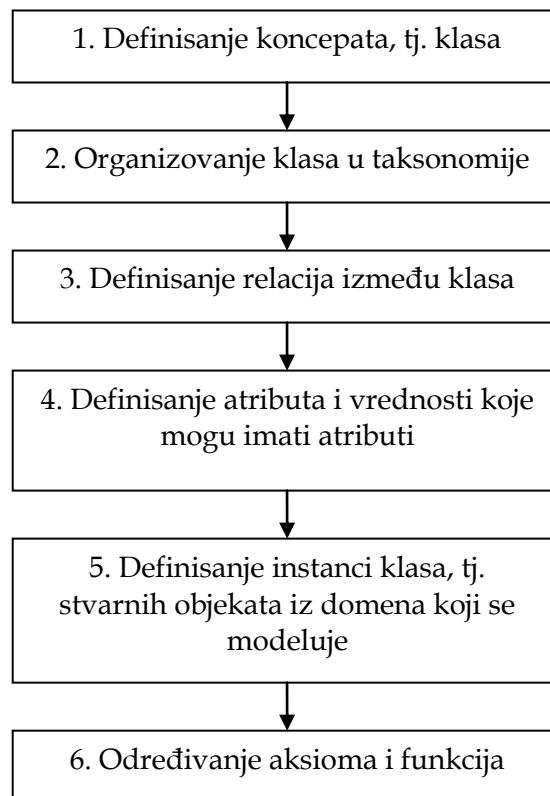 1. Definisanje koncepata, tj. klasa
2. Organizovanje klasa u taksonomije
3. Definisanje relacija između klasa
4. Definisanje atributa i vrednosti koje
mogu imati atributi
5. Definisanje instanci klasa, tj.
stvarnih objekata iz domena koji se
modeluje
6. Određivanje aksioma i funkcija